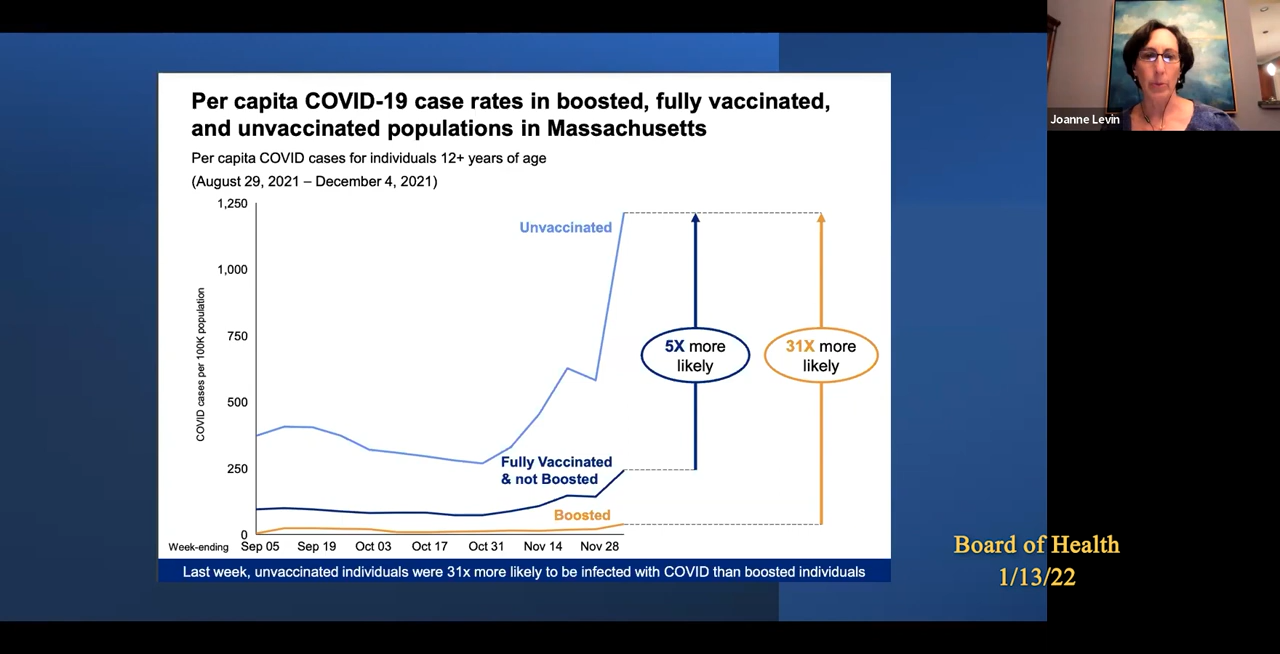 Per capita COVID-19 case rates in boosted, fully vaccinated,
and unvaccinated populations in Massachusetts
Per capita COVID cases for individuals 12+ years of age
(August 29, 2021 – December 4, 2021)
COVID cases per 100K population
1,250
1,000
750
500
250
0
Unvaccinated
Fully Vaccinated
& not Boosted
Boosted
5X more
likely
31X more
likely
Week-ending Sep 05 Sep 19 Oct 03 Oct 17 Oct 31 Nov 14 Nov 28
Last week, unvaccinated individuals were 31x more likely to be infected with COVID than boosted individuals
Joanne Levin
Board of Health
1/13/22